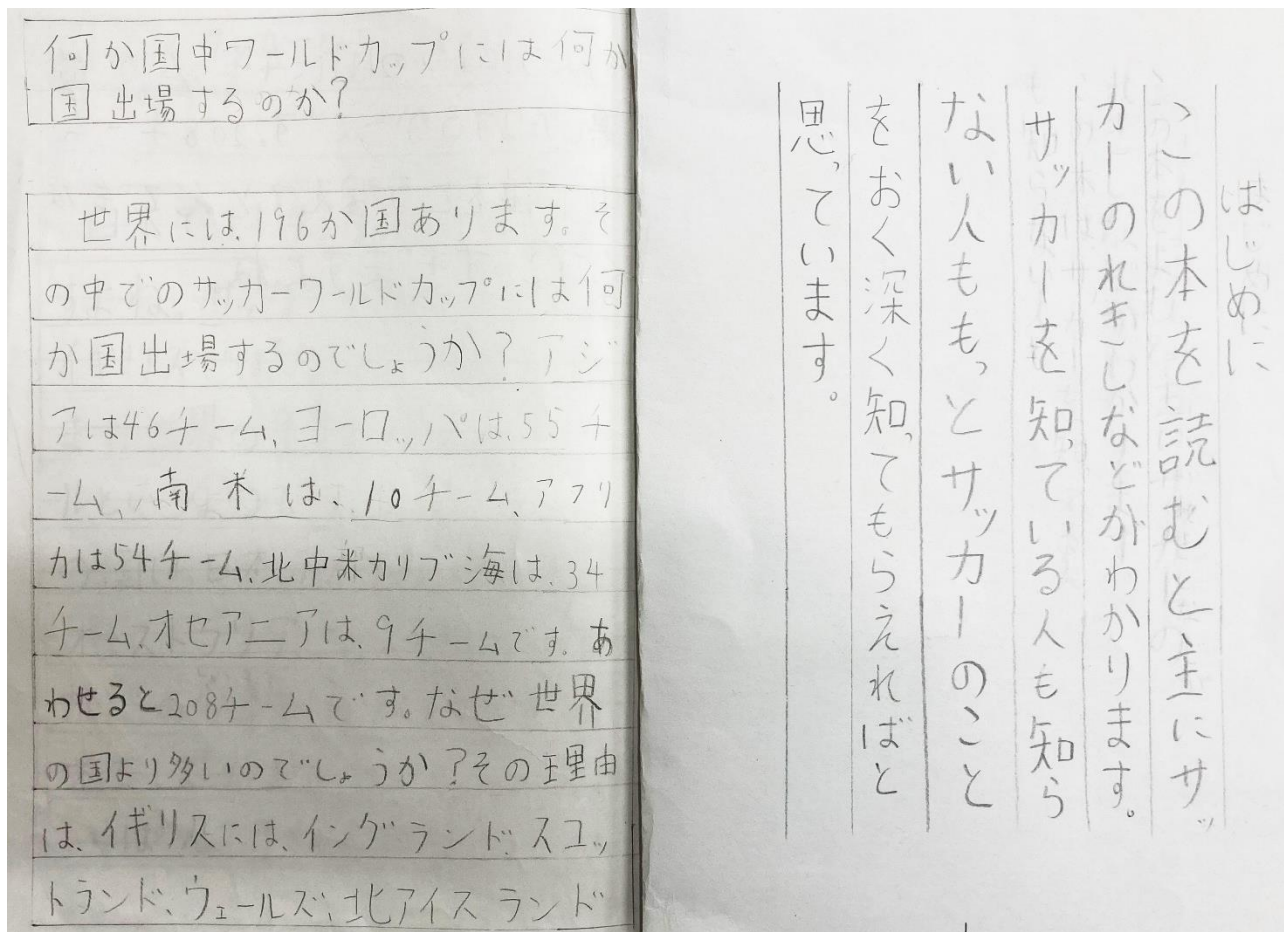 はじめに
この本を読むと主にサッ
カーのれきしなどがわかります。
サッカーを知っている人も知ら
ない人ももっとサッカーのこと
をおく深く知ってもらえればと
思っています。
何か国中ワールドカップには何か
国出場するのか?
世界には、196か国あります。そ
の中でのサッカーワールドカップには何
か国出場するのでしょうか?アジ
アは46チーム、ヨーロッパは、55チ
ーム、南米は、10チーム、アフリ
カは54チーム、北中米カリブ海は、34
チーム、オセアニアは、9チームです。あ
わせると208チームです。なぜ世界
の国より多いのでしょうか?その理由
は、イギリスには、イングランド、スコッ
トランド、ウェールズ、北アイスランド